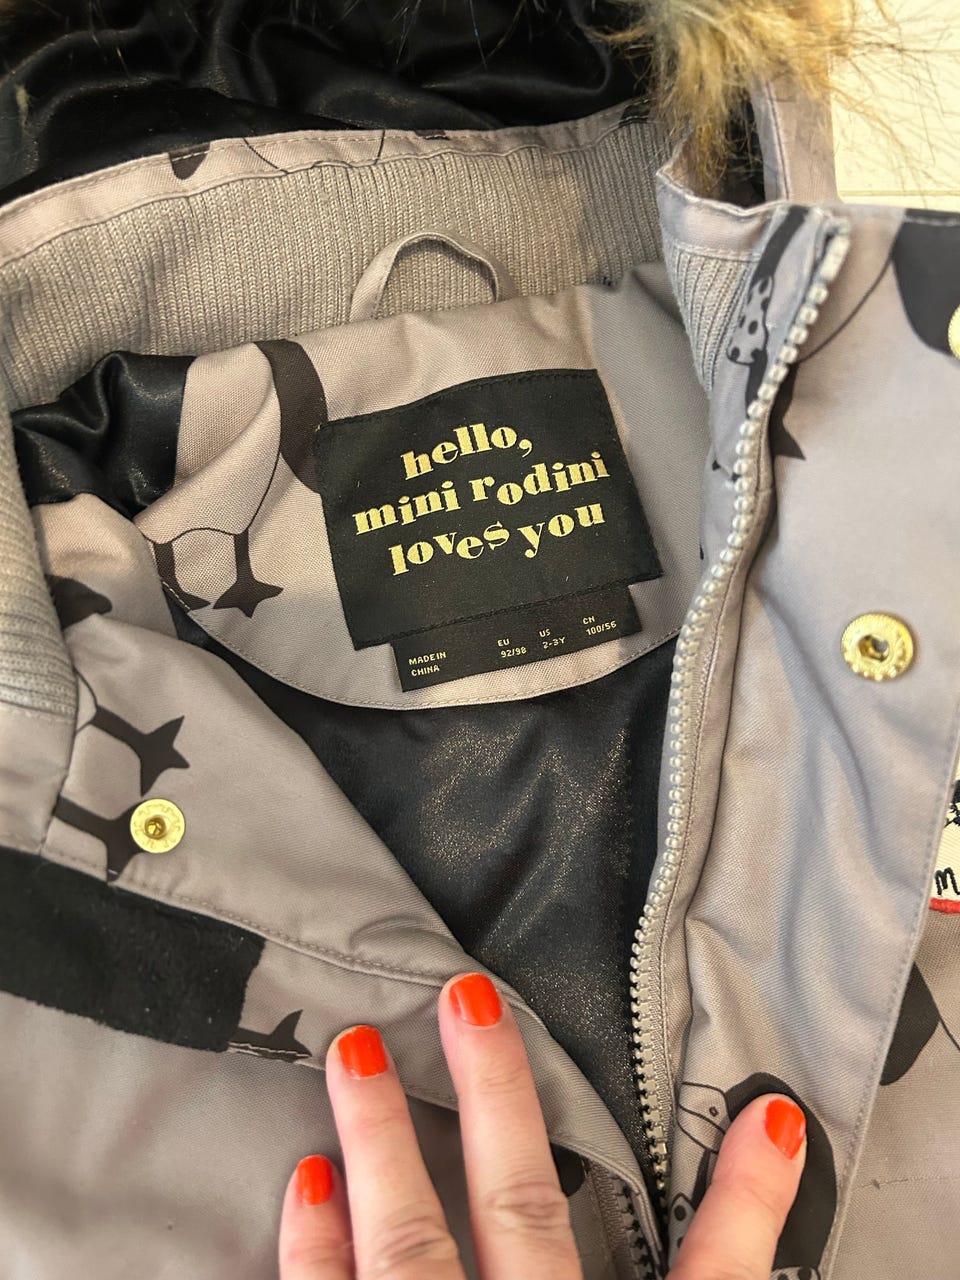 hello,
mini rodini
loves you
MADE IN
CHINA
EU
92/98
US
2-3Y
CN
100/56
m